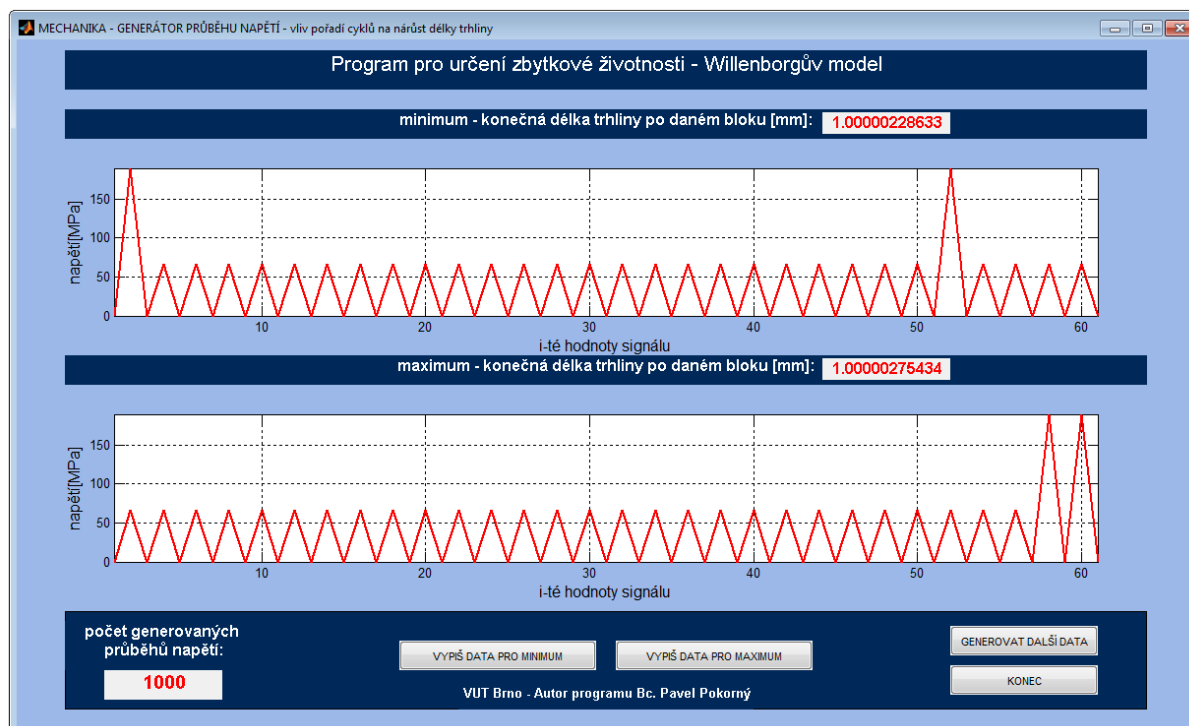 MECHANIKA - GENERÁTOR PRŮBĚHU NAPĚTÍ - vliv pořadí cyklů na nárůst délky trhliny
Program pro určení zbytkové životnosti - Willenborgův model
minimum - konečná délka trhliny po daném bloku [mm]: 1.00000228633
napětí[MPa]
150
100
50
0
10 20 30 40 50 60
i-té hodnoty signálu
maximum - konečná délka trhliny po daném bloku [mm]: 1.00000275434
napětí[MPa]
150
100
50
0
10 20 30 40 50 60
i-té hodnoty signálu
počet generovaných
průběhů napětí:
1000
VYPIŠ DATA PRO MINIMUM
VYPIŠ DATA PRO MAXIMUM
GENEROVAT DALŠÍ DATA
KONEC
VUT Brno - Autor programu Bc. Pavel Pokorný